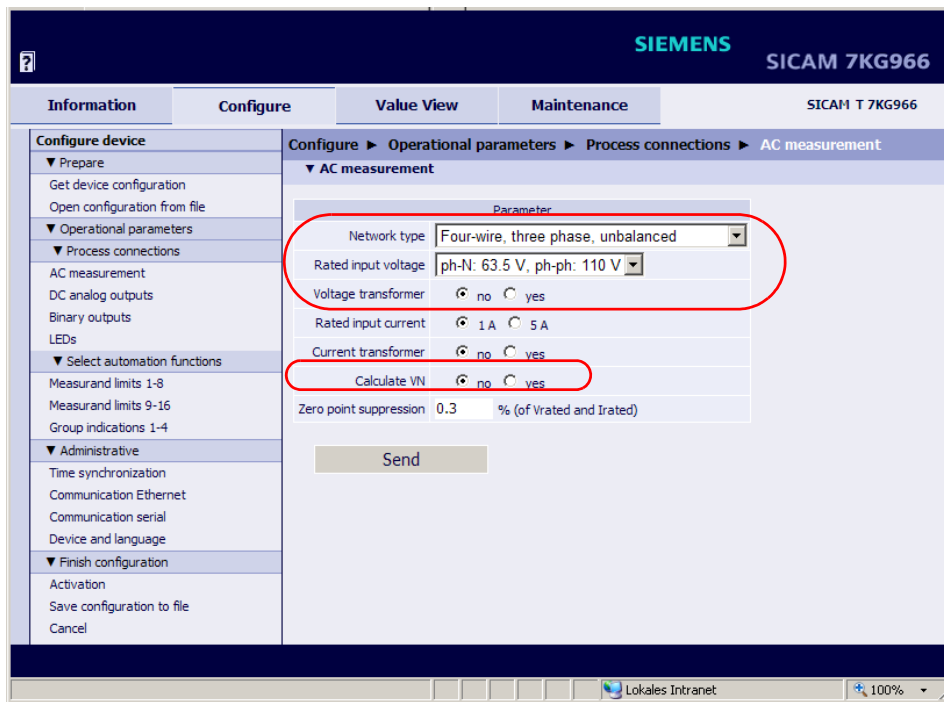 ?
SIEMENS
SICAM 7KG966
Information Configure Value View Maintenance SICAM T 7KG966
Configure device
▼ Prepare
Get device configuration
Open configuration from file
▼ Operational parameters
▼ Process connections
AC measurement
DC analog outputs
Binary outputs
LEDs
▼ Select automation functions
Measurand limits 1-8
Measurand limits 9-16
Group indications 1-4
▼ Administrative
Time synchronization
Communication Ethernet
Communication serial
Device and language
▼ Finish configuration
Activation
Save configuration to file
Cancel
Configure ► Operational parameters ► Process connections ► AC measurement
▼ AC measurement
Parameter
Network type Four-wire, three phase, unbalanced
Rated input voltage ph-N: 63.5 V, ph-ph: 110 V
Voltage transformer no yes
Rated input current 1 A 5 A
Current transformer no yes
Calculate VN no yes
Zero point suppression 0.3 % (of Vrated and Irated)
Send
Lokales Intranet 100%